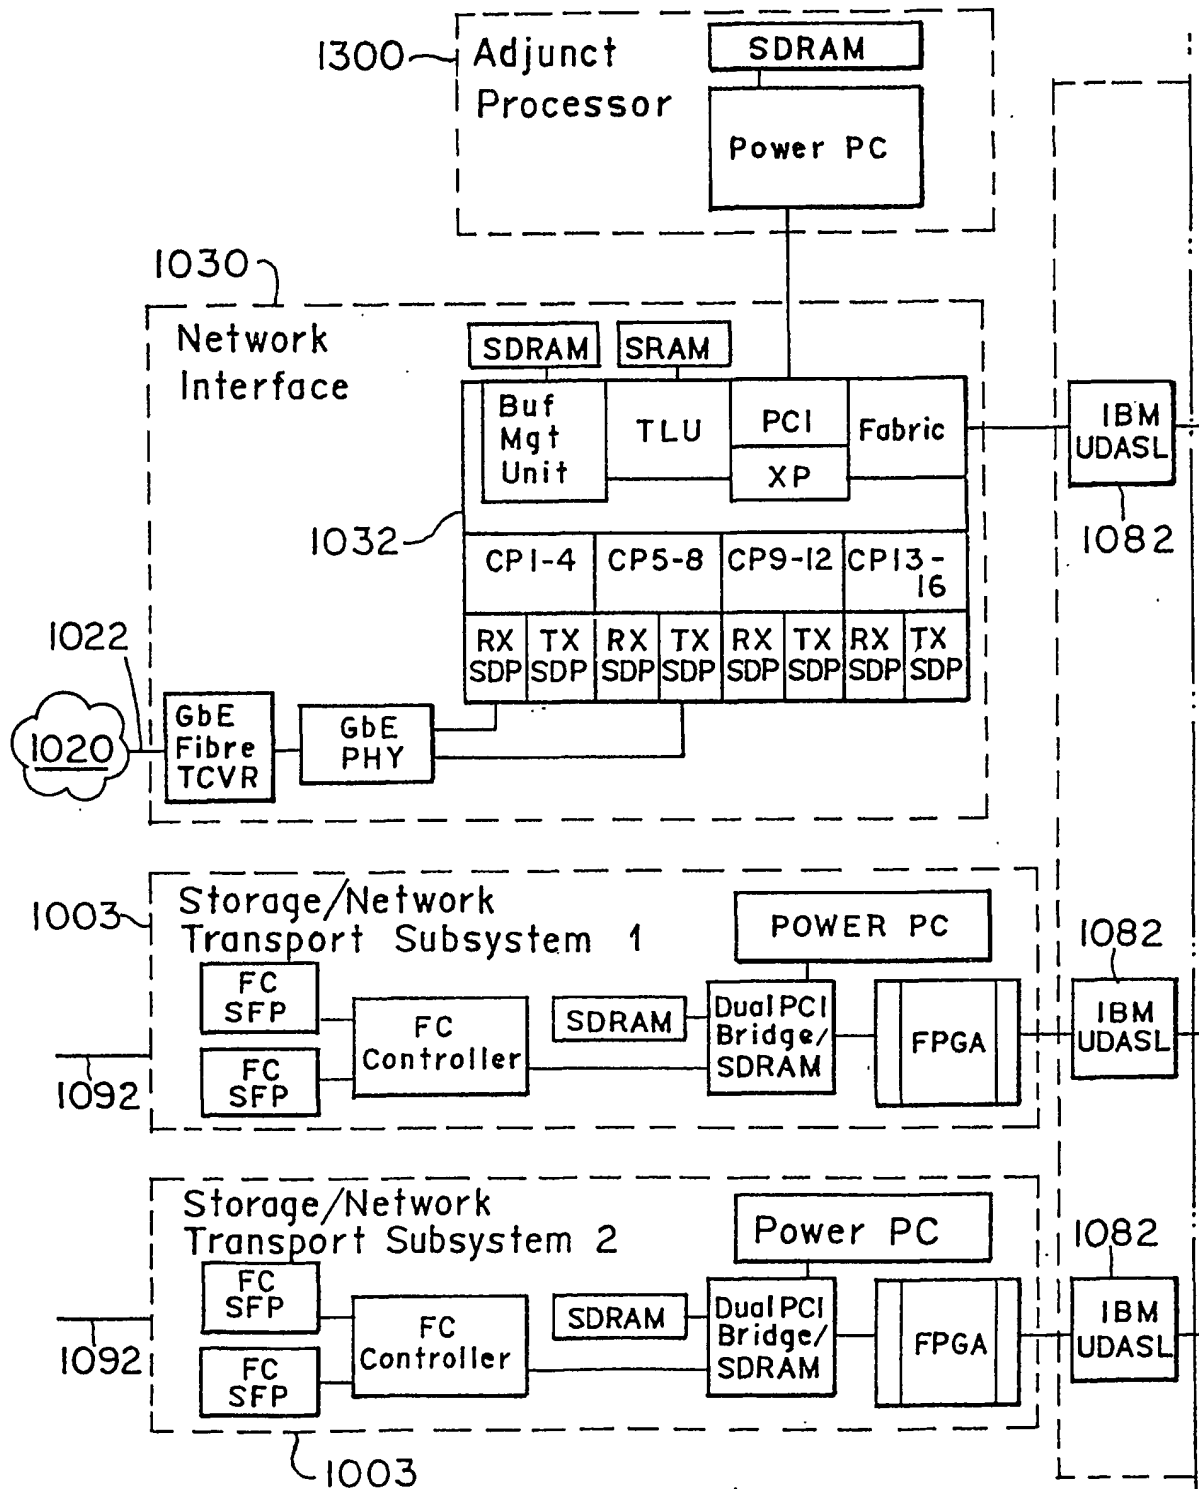 1300
Adjunct
Processor
SDRAM
Power PC
1030
Network
Interface
SDRAM
SRAM
Buf
Mgt
Unit
TLU
PCI
XP
Fabric
IBM
UDASL
1082
1032
CP1-4
CP5-8
CP9-12
CP13-
16
RX
SDP
TX
SDP
RX
SDP
TX
SDP
RX
SDP
TX
SDP
RX
SDP
TX
SDP
1022
1020
GbE
Fibre
TCVR
GbE
PHY
1003
Storage/Network
Transport Subsystem 1
POWER PC
1082
FC
SFP
FC
SFP
FC
Controller
SDRAM
Dual PCI
Bridge/
SDRAM
FPGA
IBM
UDASL
1092
Storage/Network
Transport Subsystem 2
Power PC
1082
FC
SFP
FC
SFP
FC
Controller
SDRAM
Dual PCI
Bridge/
SDRAM
FPGA
IBM
UDASL
1092
1003